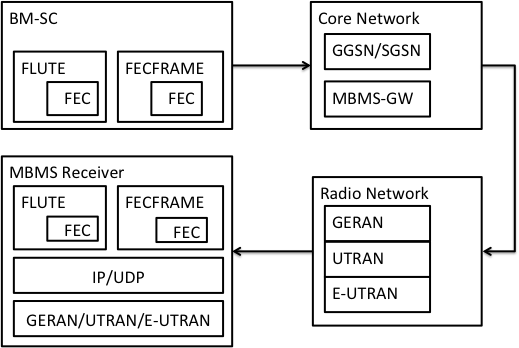 BM-SC
FLUTE
FEC
FECFRAME
FEC
Core Network
GGSN/SGSN
MBMS-GW
MBMS Receiver
FLUTE
FEC
FECFRAME
FEC
IP/UDP
GERAN/UTRAN/E-UTRAN
Radio Network
GERAN
UTRAN
E-UTRAN